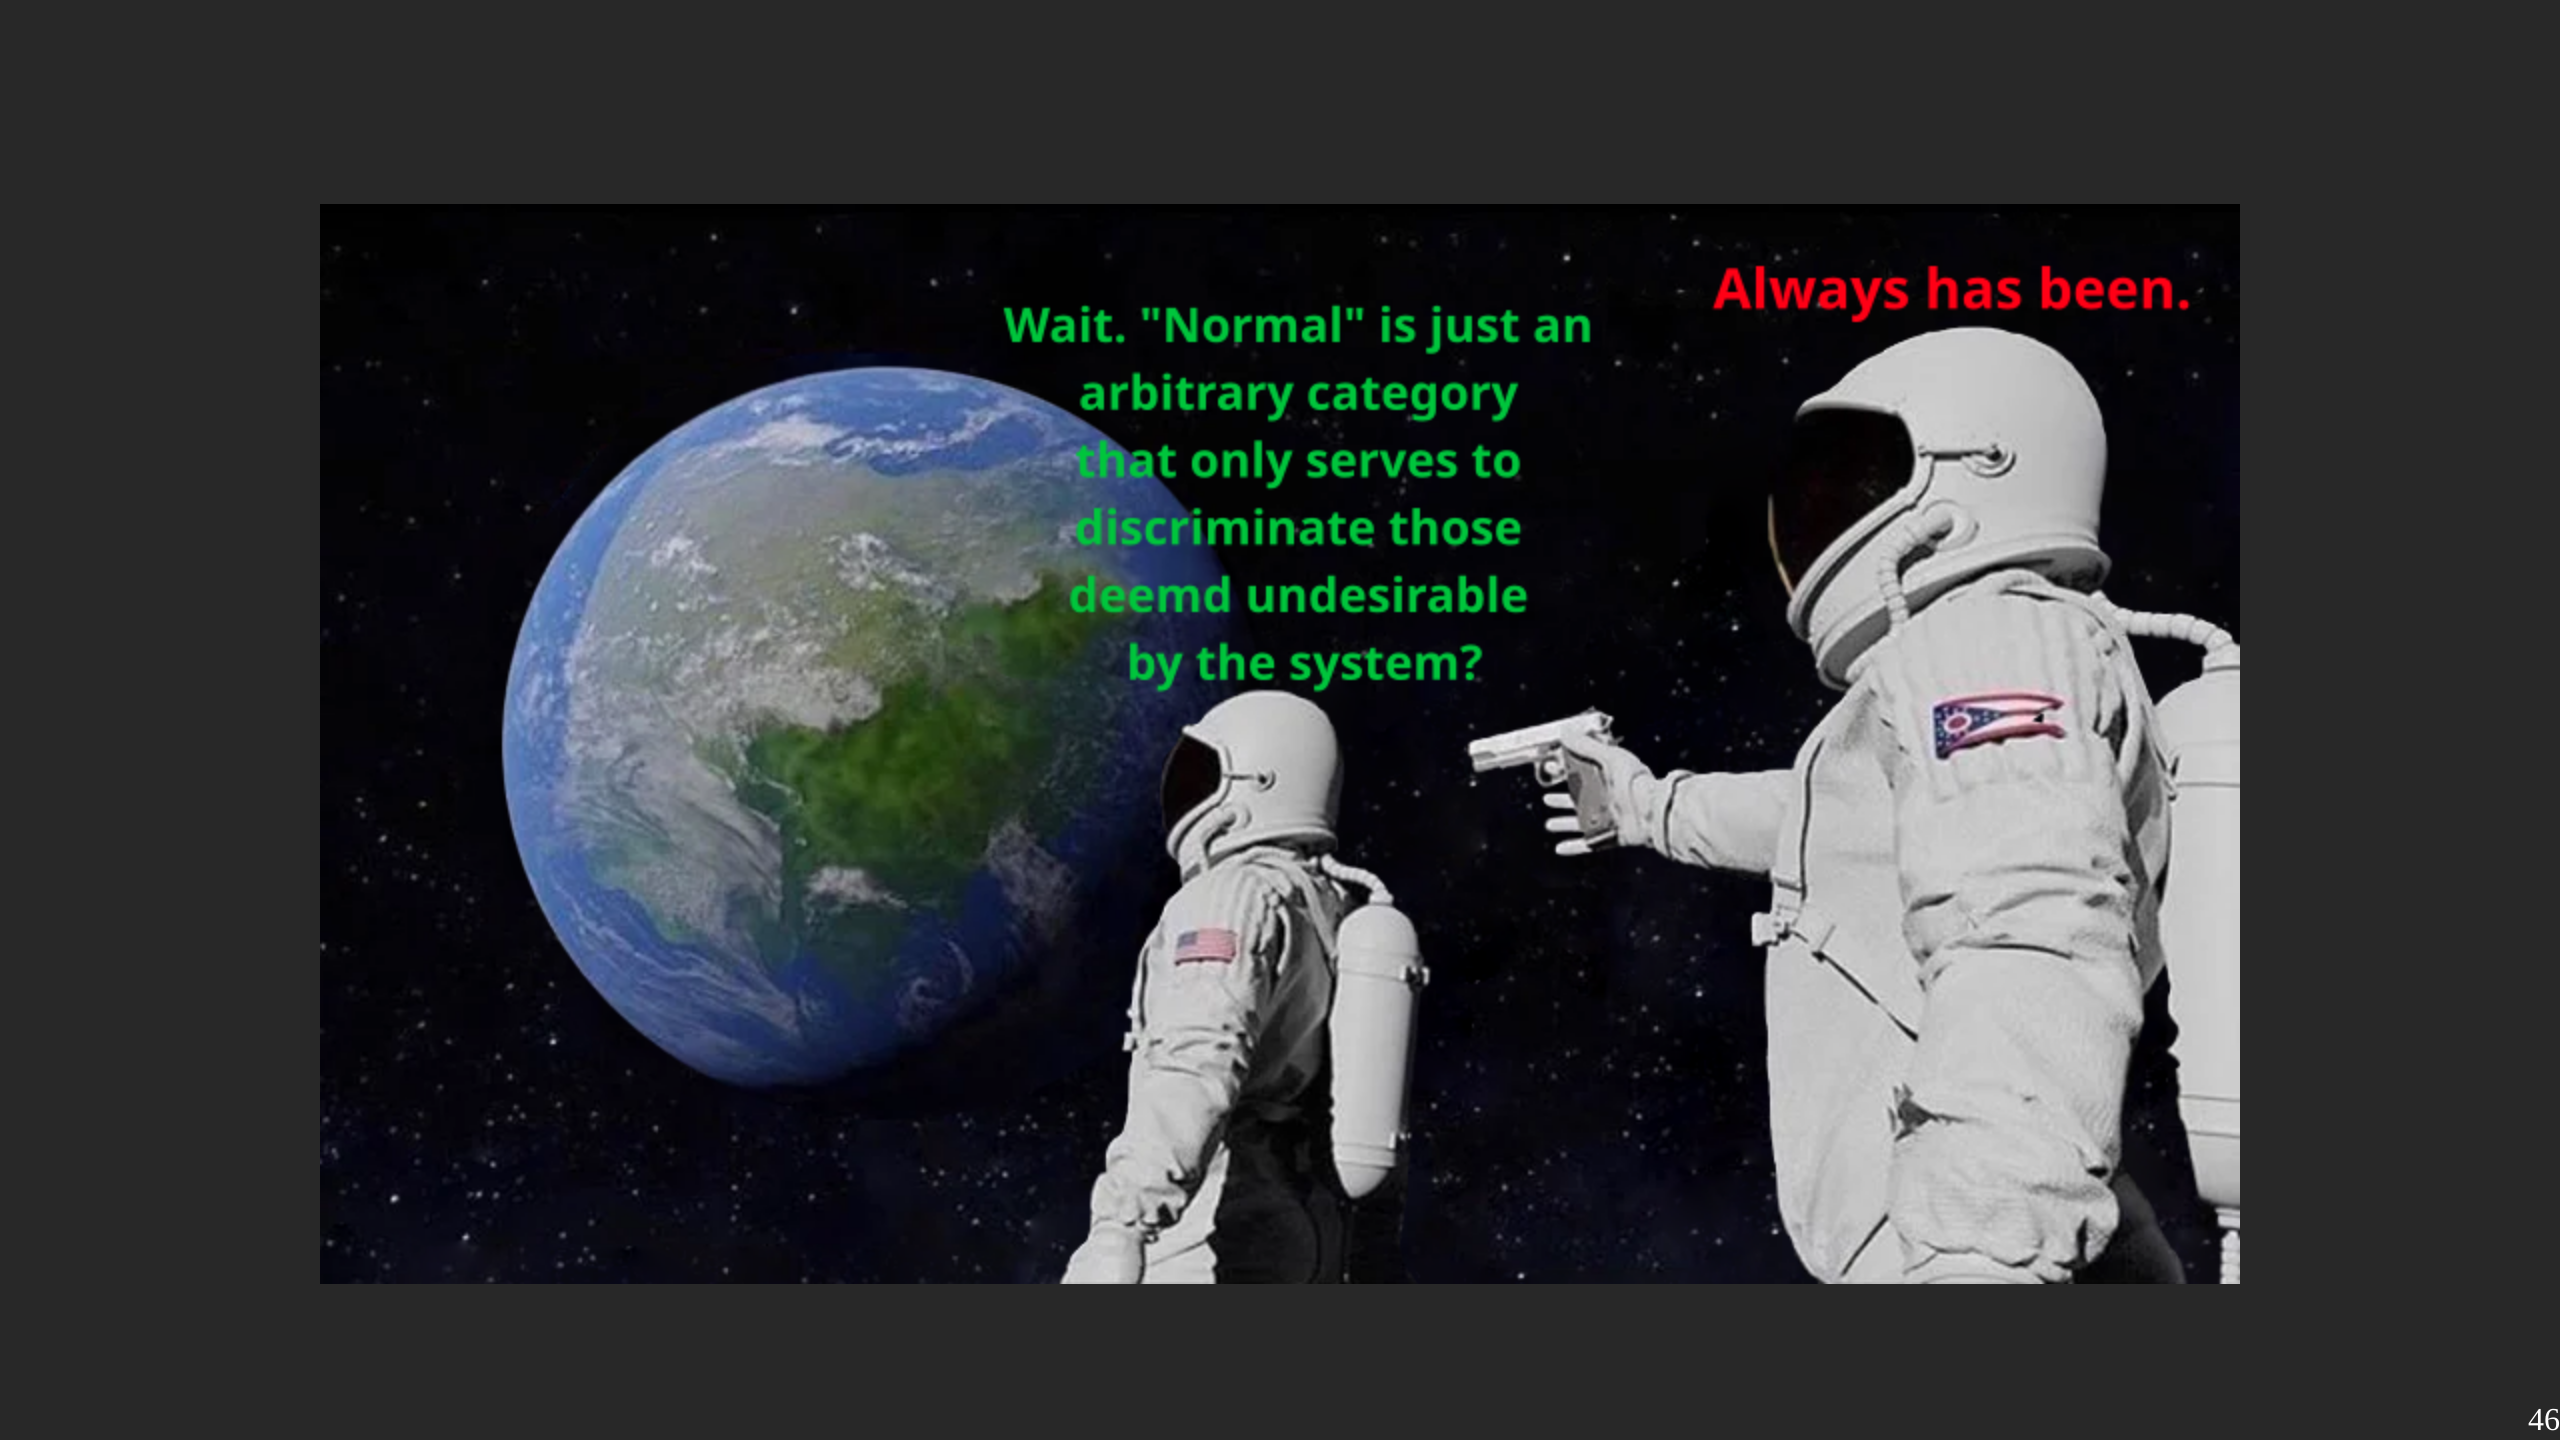 Always has been.
Wait. "Normal" is just an
arbitrary category
that only serves to
discriminate those
deemd undesirable
by the system?
46